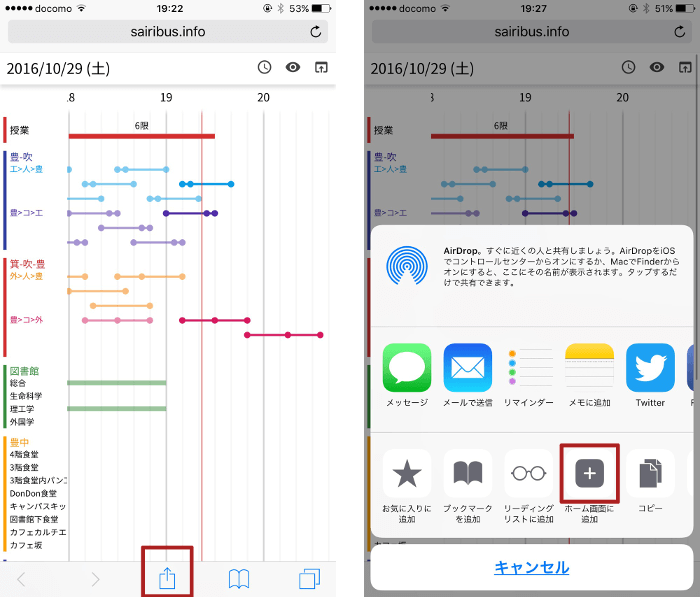 ●●●●● docomo 19:22 53%
sairibus.info
2016/10/29 (土)
18 19 20
授業
6限
豊-吹
工>人>豊
豊>コ>工
箕-吹-豊
外>人>豊
豊>コ>外
図書館
総合
生命科学
理工学
外国学
豊中
4階食堂
3階食堂
3階食堂内パンコ
DonDon食堂
キャンパスキッ
図書館下食堂
カフェカルチエ
カフェ坂
●●●●● docomo 19:27 51%
sairibus.info
2016/10/29 (土)
19 20
授業
6限
豊-吹
工>人>豊
豊>コ>工
AirDrop。すぐに近くの人と共有しましょう。AirDropをiOS
でコントロールセンターからオンにするか、MacでFinderから
オンにすると、ここにその名前が表示されます。タップするだ
けで共有できます。
メッセージ
メールで送信
リマインダー
メモに追加
Twitter
お気に入りに
追加
ブックマーク
を追加
リーディング
リストに追加
ホーム画面に
追加
コピー
キャンセル